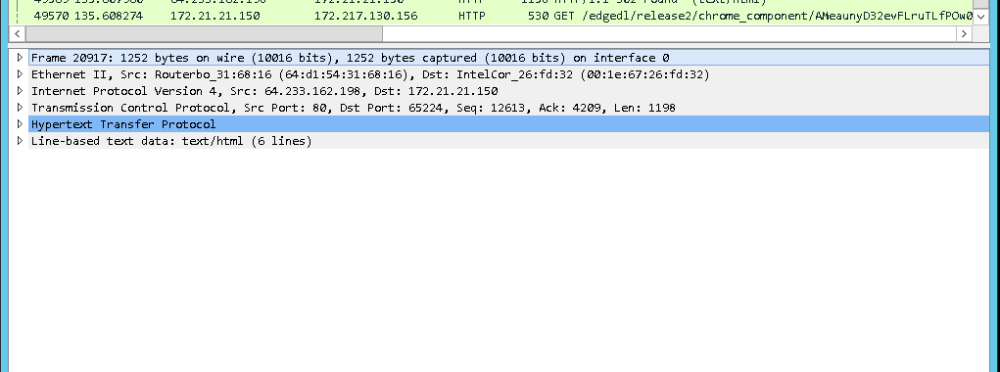 49570 135.608274 172.21.21.150 172.217.130.156 HTTP 530 GET /edgedl/release2/chrome_component/AMeaunyD32evFLruTLfPOw0
Frame 20917: 1252 bytes on wire (10016 bits), 1252 bytes captured (10016 bits) on interface 0
Ethernet II, Src: Routerbo_31:68:16 (64:d1:54:31:68:16), Dst: IntelCor_26:fd:32 (00:1e:67:26:fd:32)
Internet Protocol Version 4, Src: 64.233.162.198, Dst: 172.21.21.150
Transmission Control Protocol, Src Port: 80, Dst Port: 65224, Seq: 12613, Ack: 4209, Len: 1198
Hypertext Transfer Protocol
Line-based text data: text/html (6 lines)